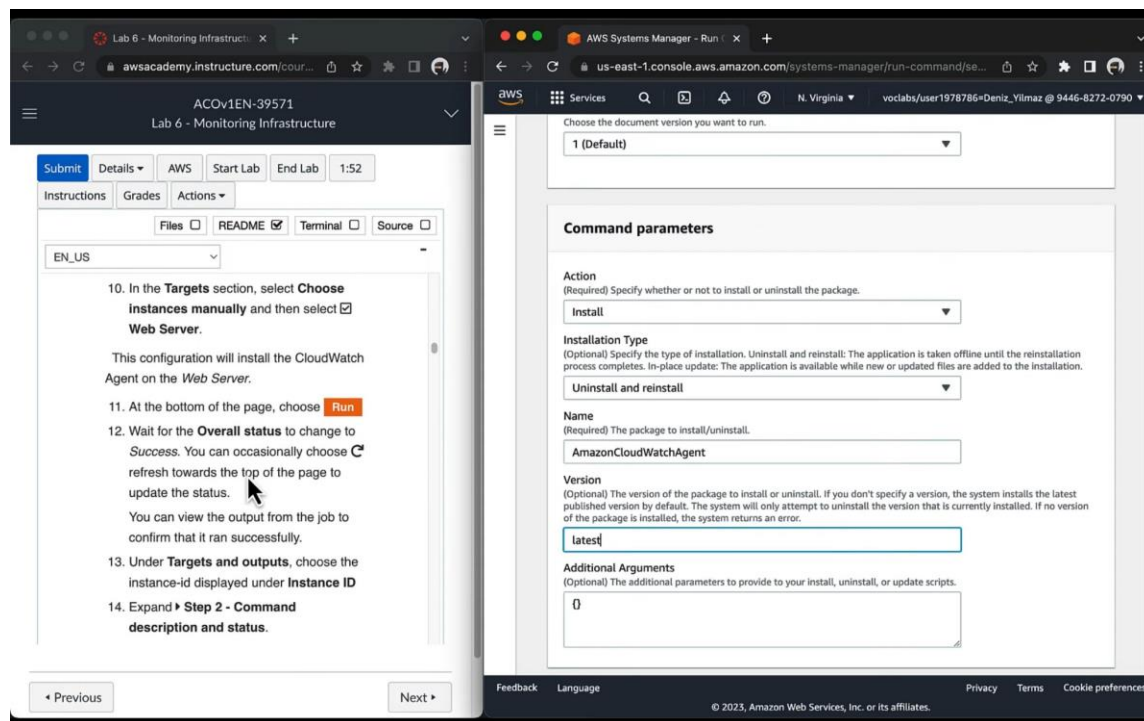 Lab 6 - Monitoring Infrastructu
awsacademy.instructure.com/cour...
ACOv1EN-39571
Lab 6 - Monitoring Infrastructure
Submit Details AWS Start Lab End Lab 1:52
Instructions Grades Actions
Files README Terminal Source
EN_US
10. In the Targets section, select Choose
instances manually and then select
Web Server.
This configuration will install the CloudWatch
Agent on the Web Server.
11. At the bottom of the page, choose Run
12. Wait for the Overall status to change to
Success. You can occasionally choose
refresh towards the top of the page to
update the status.
You can view the output from the job to
confirm that it ran successfully.
13. Under Targets and outputs, choose the
instance-id displayed under Instance ID
14. Expand Step 2 - Command
description and status.
Previous Next
AWS Systems Manager - Run
us-east-1.console.aws.amazon.com/systems-manager/run-command/se...
aws Services N. Virginia voclabs/user1978786=Deniz_Yilmaz @ 9446-8272-0790
Choose the document version you want to run.
1 (Default)
Command parameters
Action
(Required) Specify whether or not to install or uninstall the package.
Install
Installation Type
(Optional) Specify the type of installation. Uninstall and reinstall: The application is taken offline until the reinstallation
process completes. In-place update: The application is available while new or updated files are added to the installation.
Uninstall and reinstall
Name
(Required) The package to install/uninstall.
AmazonCloudWatchAgent
Version
(Optional) The version of the package to install or uninstall. If you don't specify a version, the system installs the latest
published version by default. The system will only attempt to uninstall the version that is currently installed. If no version
of the package is installed, the system returns an error.
latest
Additional Arguments
(Optional) The additional parameters to provide to your install, uninstall, or update scripts.
{}
Feedback Language Privacy Terms Cookie preferences
© 2023, Amazon Web Services, Inc. or its affiliates.